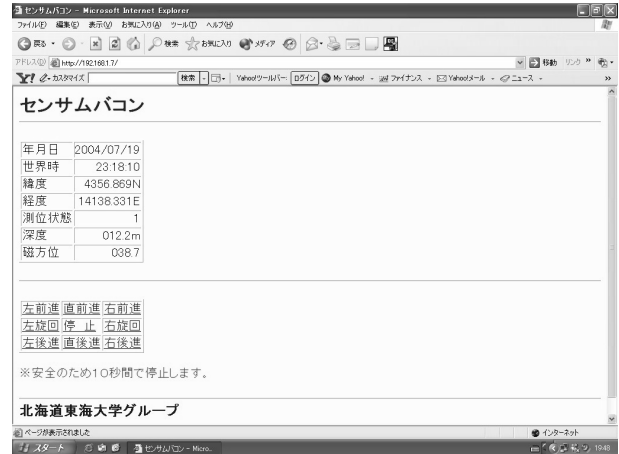 センサムバコン - Microsoft Internet Explorer
ファイル(F) 編集(E) 表示(V) お気に入り(A) ツール(T) ヘルプ(H)
戻る 検索 お気に入り メディア
アドレス(D) http://192.168.1.7/ 移動 リンク
Y! カスタマイズ 検索 Yahoo!ツールバー ログイン My Yahoo! ファイナンス Yahoo!メール ニュース
センサムバコン
年月日 2004/07/19
世界時 23:18:10
緯度 4356.869N
経度 14138.331E
測位状態 1
深度 012.2m
磁方位 038.7
左前進 直前進 右前進
左旋回 停 止 右旋回
左後進 直後進 右後進
※安全のため10秒間で停止します。
北海道東海大学グループ
ページが表示されました インターネット
スタート センサムバコン - Micro... 19:48